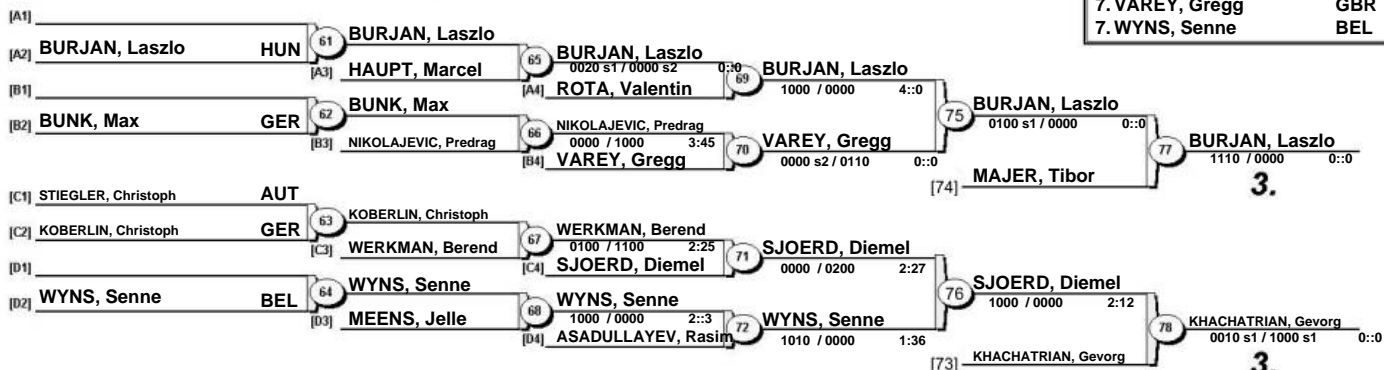 7. VAREY, Gregg GBR
7. WYNS, Senne BEL
[A1]
[A2] BURJAN, Laszlo HUN
61
BURJAN, Laszlo
[A3] HAUPT, Marcel
65
BURJAN, Laszlo
0020 s1 / 0000 s2 0::0
[A4] ROTA, Valentin
69
BURJAN, Laszlo
1000 / 0000 4::0
[B1]
[B2] BUNK, Max GER
62
BUNK, Max
[B3] NIKOLAJEVIC, Predrag
66
NIKOLAJEVIC, Predrag
0000 / 1000 3:45
[B4] VAREY, Gregg
70
VAREY, Gregg
0000 s2 / 0110 0::0
75
BURJAN, Laszlo
0100 s1 / 0000 0::0
[74] MAJER, Tibor
77
BURJAN, Laszlo
1110 / 0000 0::0
3.
[C1] STIEGLER, Christoph AUT
[C2] KOBERLIN, Christoph GER
63
KOBERLIN, Christoph
[C3] WERKMAN, Berend
67
WERKMAN, Berend
0100 / 1100 2:25
[C4] SJOERD, Diemel
71
SJOERD, Diemel
0000 / 0200 2:27
[D1]
[D2] WYNS, Senne BEL
64
WYNS, Senne
[D3] MEENS, Jelle
68
WYNS, Senne
1000 / 0000 2::3
[D4] ASADULLAYEV, Rasim
72
WYNS, Senne
1010 / 0000 1:36
76
SJOERD, Diemel
1000 / 0000 2:12
[73] KHACHATRIAN, Gevorg
78
KHACHATRIAN, Gevorg
0010 s1 / 1000 s1 0::0
3.